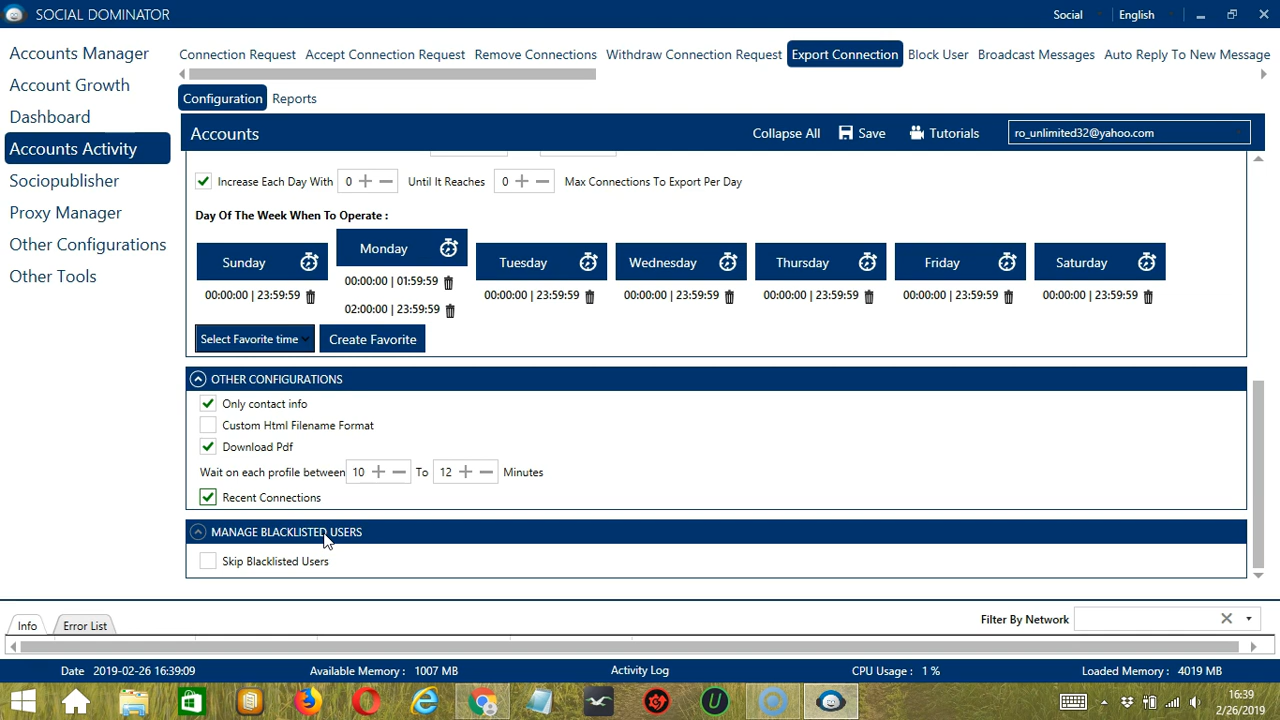 SOCIAL DOMINATOR
Social
English
Accounts Manager
Account Growth
Dashboard
Accounts Activity
Sociopublisher
Proxy Manager
Other Configurations
Other Tools
Connection Request
Accept Connection Request
Remove Connections
Withdraw Connection Request
Export Connection
Block User
Broadcast Messages
Auto Reply To New Message
Configuration
Reports
Accounts
Collapse All
Save
Tutorials
ro_unlimited32@yahoo.com
Increase Each Day With 0 Until It Reaches 0 Max Connections To Export Per Day
Day Of The Week When To Operate :
Sunday
00:00:00 | 23:59:59
Monday
00:00:00 | 01:59:59
02:00:00 | 23:59:59
Tuesday
00:00:00 | 23:59:59
Wednesday
00:00:00 | 23:59:59
Thursday
00:00:00 | 23:59:59
Friday
00:00:00 | 23:59:59
Saturday
00:00:00 | 23:59:59
Select Favorite time
Create Favorite
OTHER CONFIGURATIONS
Only contact info
Custom Html Filename Format
Download Pdf
Wait on each profile between 10 To 12 Minutes
Recent Connections
MANAGE BLACKLISTED USERS
Skip Blacklisted Users
Info
Error List
Filter By Network
Date 2019-02-26 16:39:09
Available Memory : 1007 MB
Activity Log
CPU Usage : 1 %
Loaded Memory : 4019 MB
16:39
2/26/2019